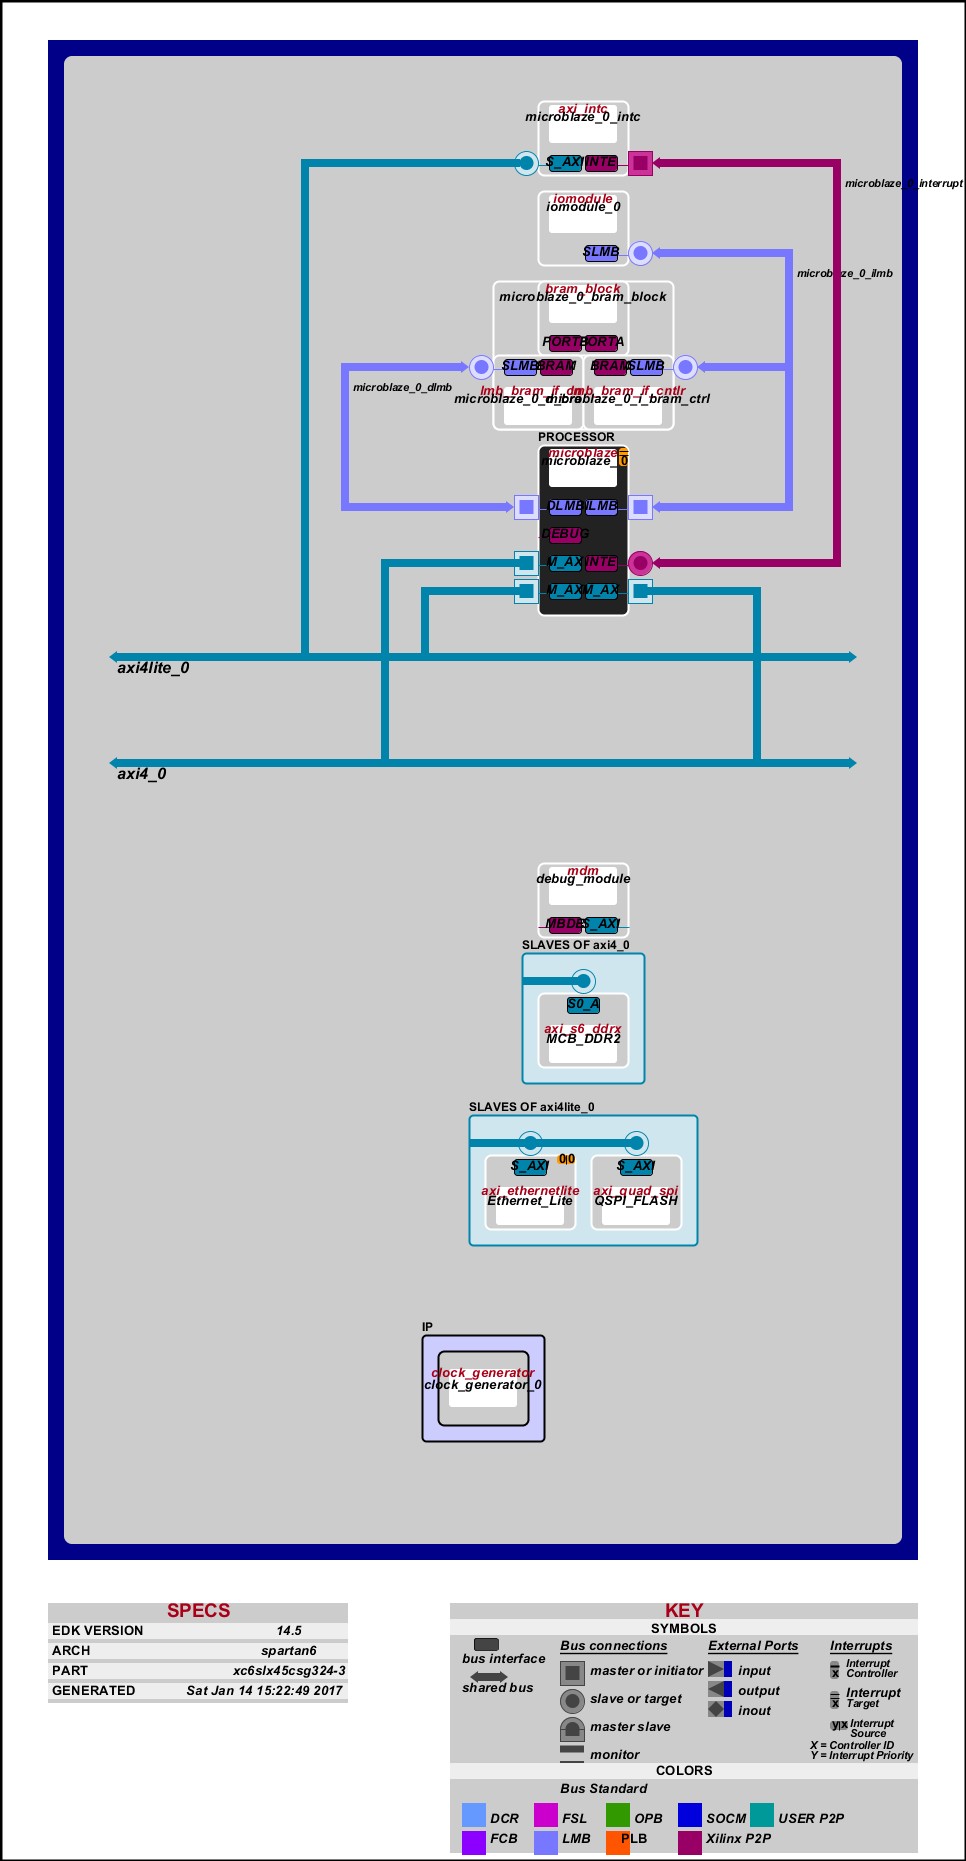 axi_intc
microblaze_0_intc
S_AXI INTE
microblaze_0_interrupt
iomodule
iomodule_0
SLMB
microblaze_0_ilmb
bram_block
microblaze_0_bram_block
PORTB PORTA
SLMB BRAM BRAM SLMB
microblaze_0_dlmb
lmb_bram_if_cntlr
microblaze_0_i_bram_ctrl
PROCESSOR
microblaze
microblaze_0
DLMB ILMB
DEBUG
M_AX INTE
M_AX M_AX
axi4lite_0
axi4_0
mdm
debug_module
MBDE S_AXI
SLAVES OF axi4_0
S0_A
axi_s6_ddrx
MCB_DDR2
SLAVES OF axi4lite_0
0|0
S_AXI S_AXI
axi_ethernetlite axi_quad_spi
Ethernet_Lite QSPI_FLASH
IP
clock_generator
clock_generator_0
SPECS
EDK VERSION 14.5
ARCH spartan6
PART xc6slx45csg324-3
GENERATED Sat Jan 14 15:22:49 2017
KEY
SYMBOLS
bus interface
shared bus
Bus connections
master or initiator
slave or target
master slave
monitor
External Ports
input
output
inout
Interrupts
x Interrupt
Controller
x Interrupt
Target
y|x Interrupt
Source
X = Controller ID
Y = Interrupt Priority
COLORS
Bus Standard
DCR FSL OPB SOCM USER P2P
FCB LMB PLB Xilinx P2P